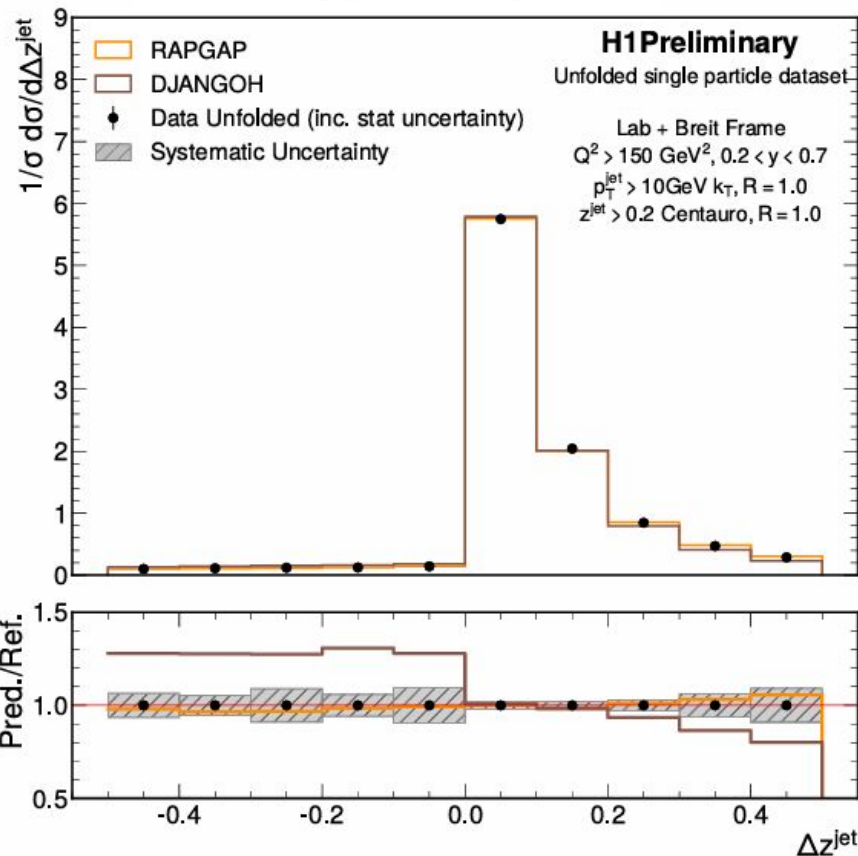 1/σ dσ/dΔz^jet
9
8
7
6
5
4
3
2
1
0
RAPGAP
DJANGOH
Data Unfolded (inc. stat uncertainty)
Systematic Uncertainty
H1Preliminary
Unfolded single particle dataset
Lab + Breit Frame
Q² > 150 GeV², 0.2 < y < 0.7
p_T^jet > 10GeV k_T, R = 1.0
z^jet > 0.2 Centauro, R = 1.0
Pred./Ref.
1.5
1.0
0.5
-0.4 -0.2 0.0 0.2 0.4
Δz^jet